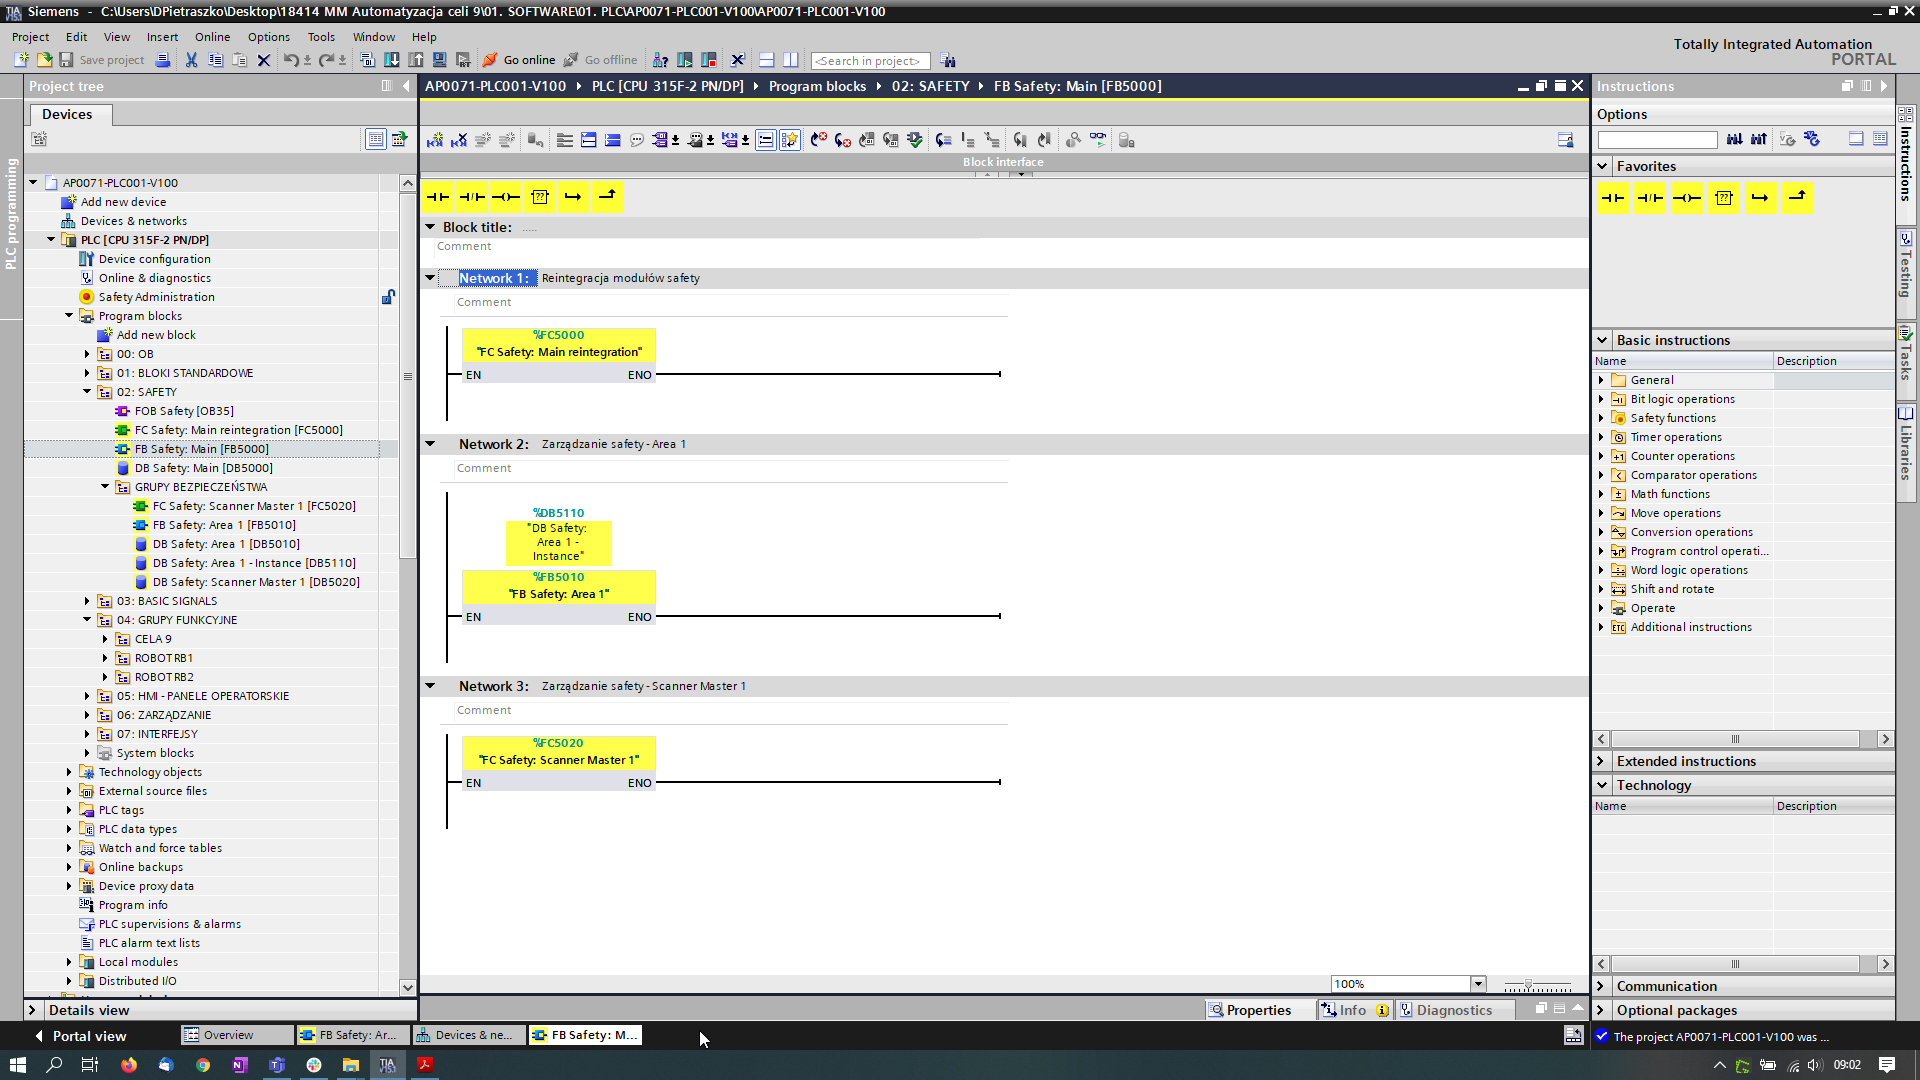 Siemens - C:\Users\DPietraszko\Desktop\18414 MM Automatyzacja celi 9\01. SOFTWARE\01. PLC\AP0071-PLC001-V100\AP0071-PLC001-V100
Project Edit View Insert Online Options Tools Window Help
Save project Go online Go offline <Search in project>
Totally Integrated Automation
PORTAL
Project tree
Devices
PLC programming
AP0071-PLC001-V100
Add new device
Devices & networks
PLC [CPU 315F-2 PN/DP]
Device configuration
Online & diagnostics
Safety Administration
Program blocks
Add new block
00: OB
01: BLOKI STANDARDOWE
02: SAFETY
FOB Safety [OB35]
FC Safety: Main reintegration [FC5000]
FB Safety: Main [FB5000]
DB Safety: Main [DB5000]
GRUPY BEZPIECZEŃSTWA
FC Safety: Scanner Master 1 [FC5020]
FB Safety: Area 1 [FB5010]
DB Safety: Area 1 [DB5010]
DB Safety: Area 1 - Instance [DB5110]
DB Safety: Scanner Master 1 [DB5020]
03: BASIC SIGNALS
04: GRUPY FUNKCYJNE
CELA 9
ROBOT RB1
ROBOT RB2
05: HMI - PANELE OPERATORSKIE
06: ZARZĄDZANIE
07: INTERFEJSY
System blocks
Technology objects
External source files
PLC tags
PLC data types
Watch and force tables
Online backups
Device proxy data
Program info
PLC supervisions & alarms
PLC alarm text lists
Local modules
Distributed I/O
Details view
AP0071-PLC001-V100 PLC [CPU 315F-2 PN/DP] Program blocks 02: SAFETY FB Safety: Main [FB5000]
Block interface
Block title: .....
Comment
Network 1: Reintegracja modułów safety
Comment
%FC5000
"FC Safety: Main reintegration"
EN ENO
Network 2: Zarządzanie safety - Area 1
Comment
%DB5110
"DB Safety:
Area 1 -
Instance"
%FB5010
"FB Safety: Area 1"
EN ENO
Network 3: Zarządzanie safety - Scanner Master 1
Comment
%FC5020
"FC Safety: Scanner Master 1"
EN ENO
100%
Properties Info Diagnostics
Instructions
Options
Favorites
Basic instructions
Name Description
General
Bit logic operations
Safety functions
Timer operations
Counter operations
Comparator operations
Math functions
Move operations
Conversion operations
Program control operati...
Word logic operations
Shift and rotate
Operate
Additional instructions
Extended instructions
Technology
Name Description
Communication
Optional packages
Instructions
Testing
Tasks
Libraries
Portal view Overview FB Safety: Ar... Devices & ne... FB Safety: M...
The project AP0071-PLC001-V100 was ...
09:02